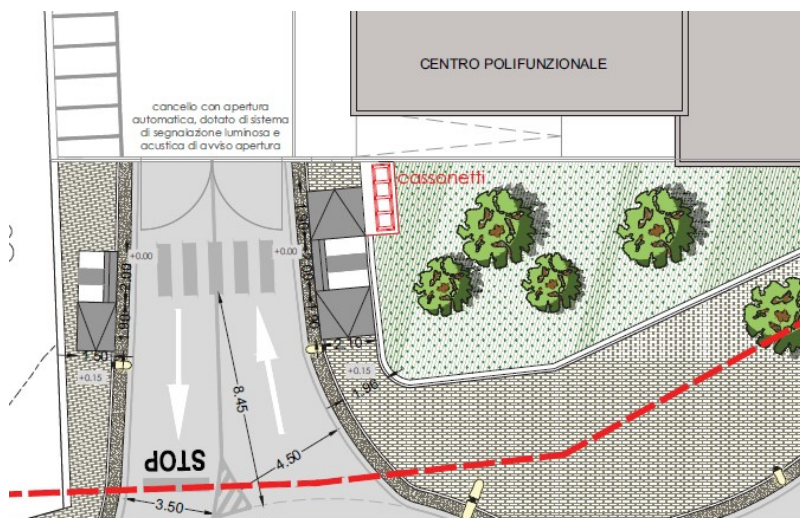 CENTRO POLIFUNZIONALE
cancello con apertura
automatica, dotato di sistema
di segnalazione luminosa e
acustica di avviso apertura
cassonetti
+0.00
+0.00
1.50
2.10
+0.15
+0.15
1.96
8.45
4.50
STOP
3.50